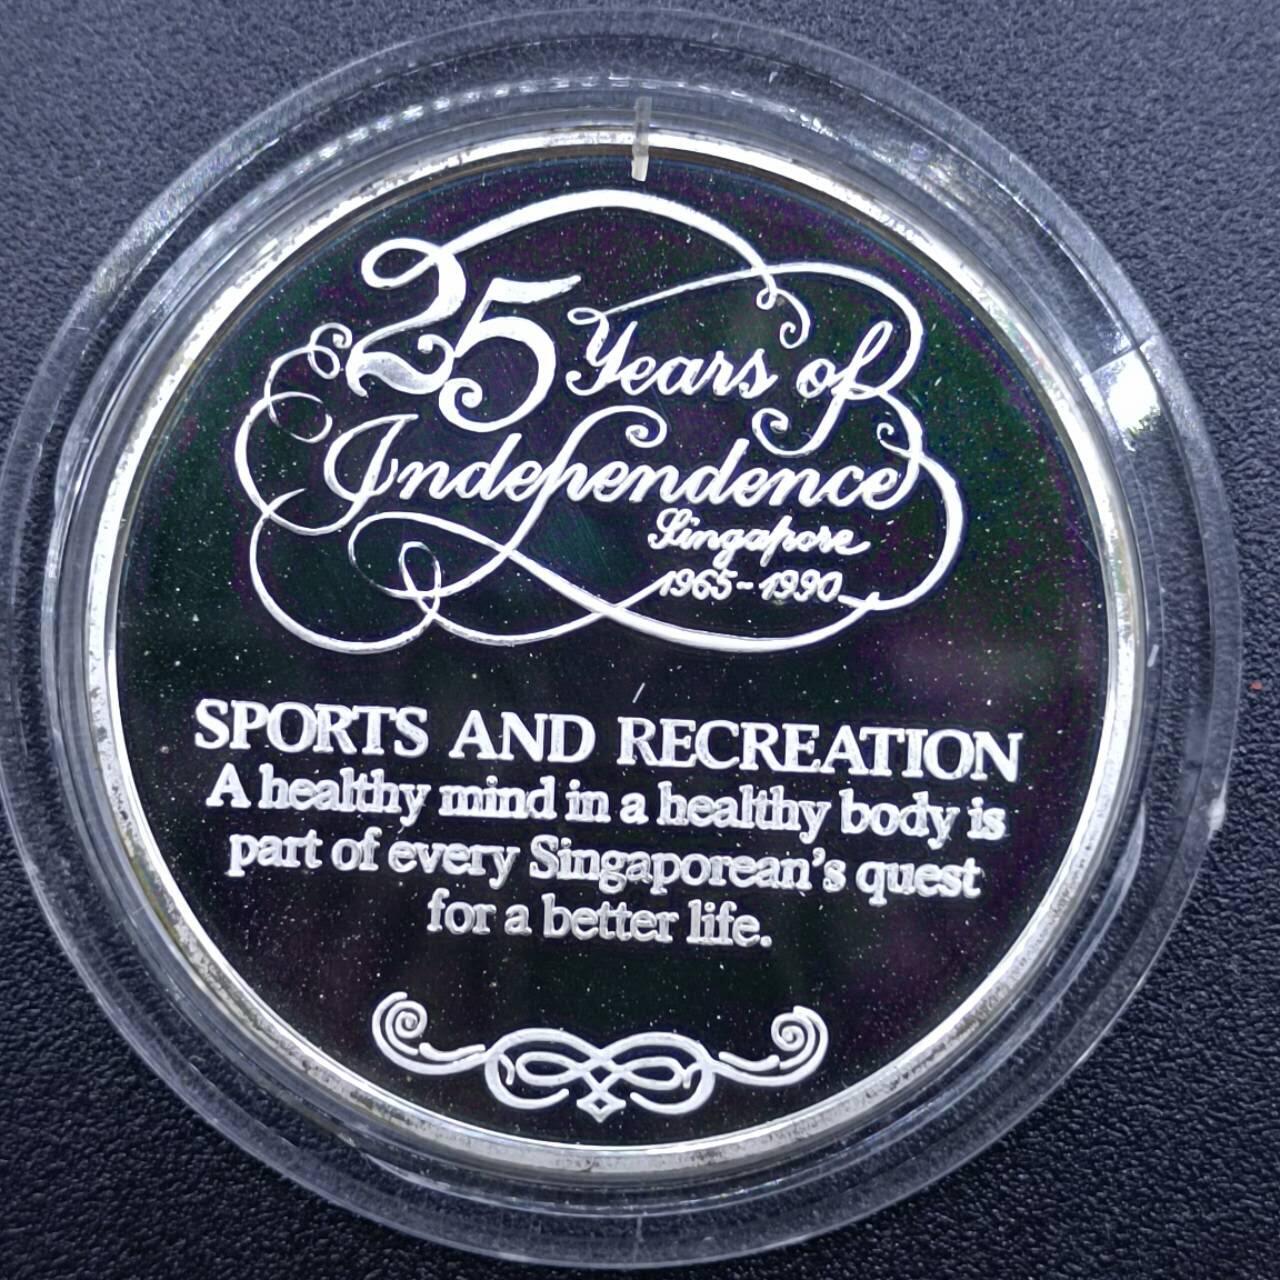 25 Years of
Independence
Singapore
1965-1990
SPORTS AND RECREATION
A healthy mind in a healthy body is
part of every Singaporean's quest
for a better life.